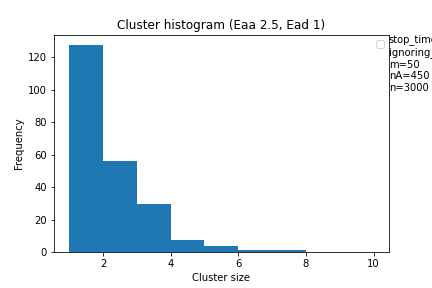 Cluster histogram (Eaa 2.5, Ead 1)
stop_time
ignoring_
m=50
nA=450
n=3000
120
100
80
60
40
20
0
Frequency
2 4 6 8 10
Cluster size